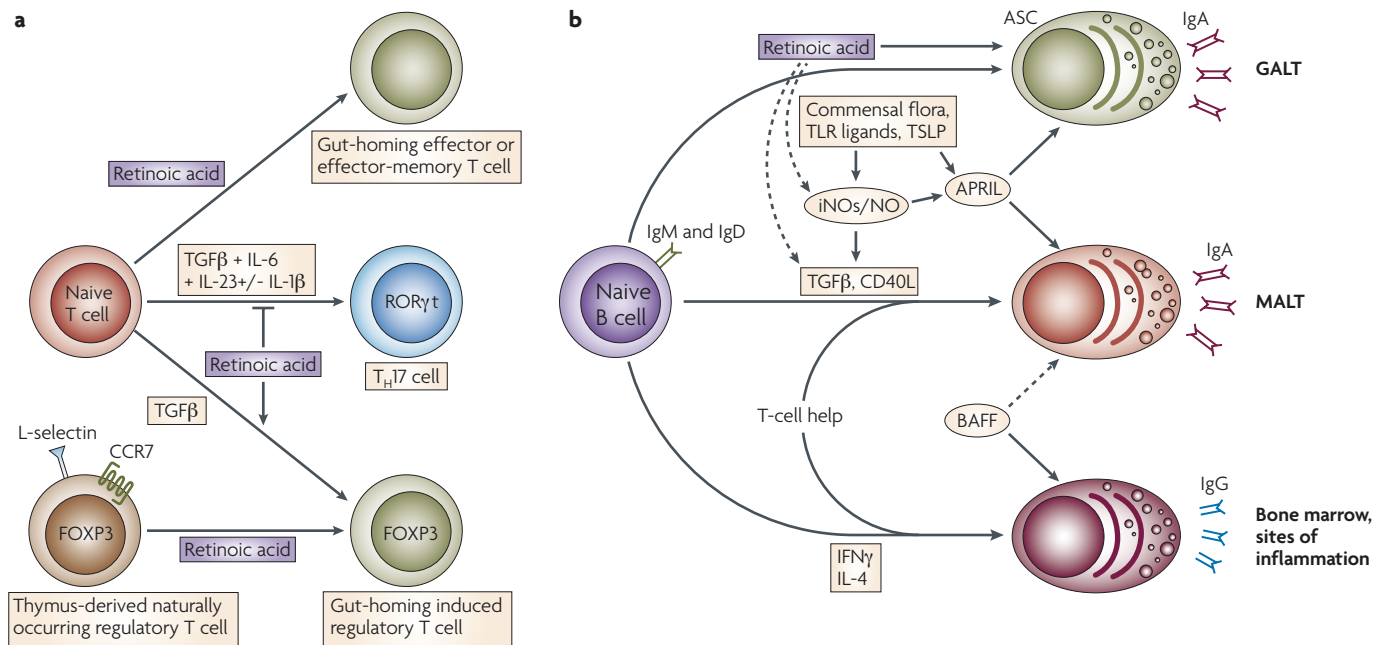 a
Gut-homing effector or
effector-memory T cell
Retinoic acid
TGFβ + IL-6
+ IL-23+/- IL-1β
Naive
T cell
RORγt
Retinoic acid
T_H17 cell
TGFβ
L-selectin
CCR7
FOXP3
Retinoic acid
FOXP3
Thymus-derived naturally
occurring regulatory T cell
Gut-homing induced
regulatory T cell
b
ASC
IgA
Retinoic acid
GALT
Commensal flora,
TLR ligands, TSLP
iNOs/NO
APRIL
IgM and IgD
Naive
B cell
TGFβ, CD40L
IgA
MALT
T-cell help
BAFF
IFNγ
IL-4
IgG
Bone marrow,
sites of
inflammation